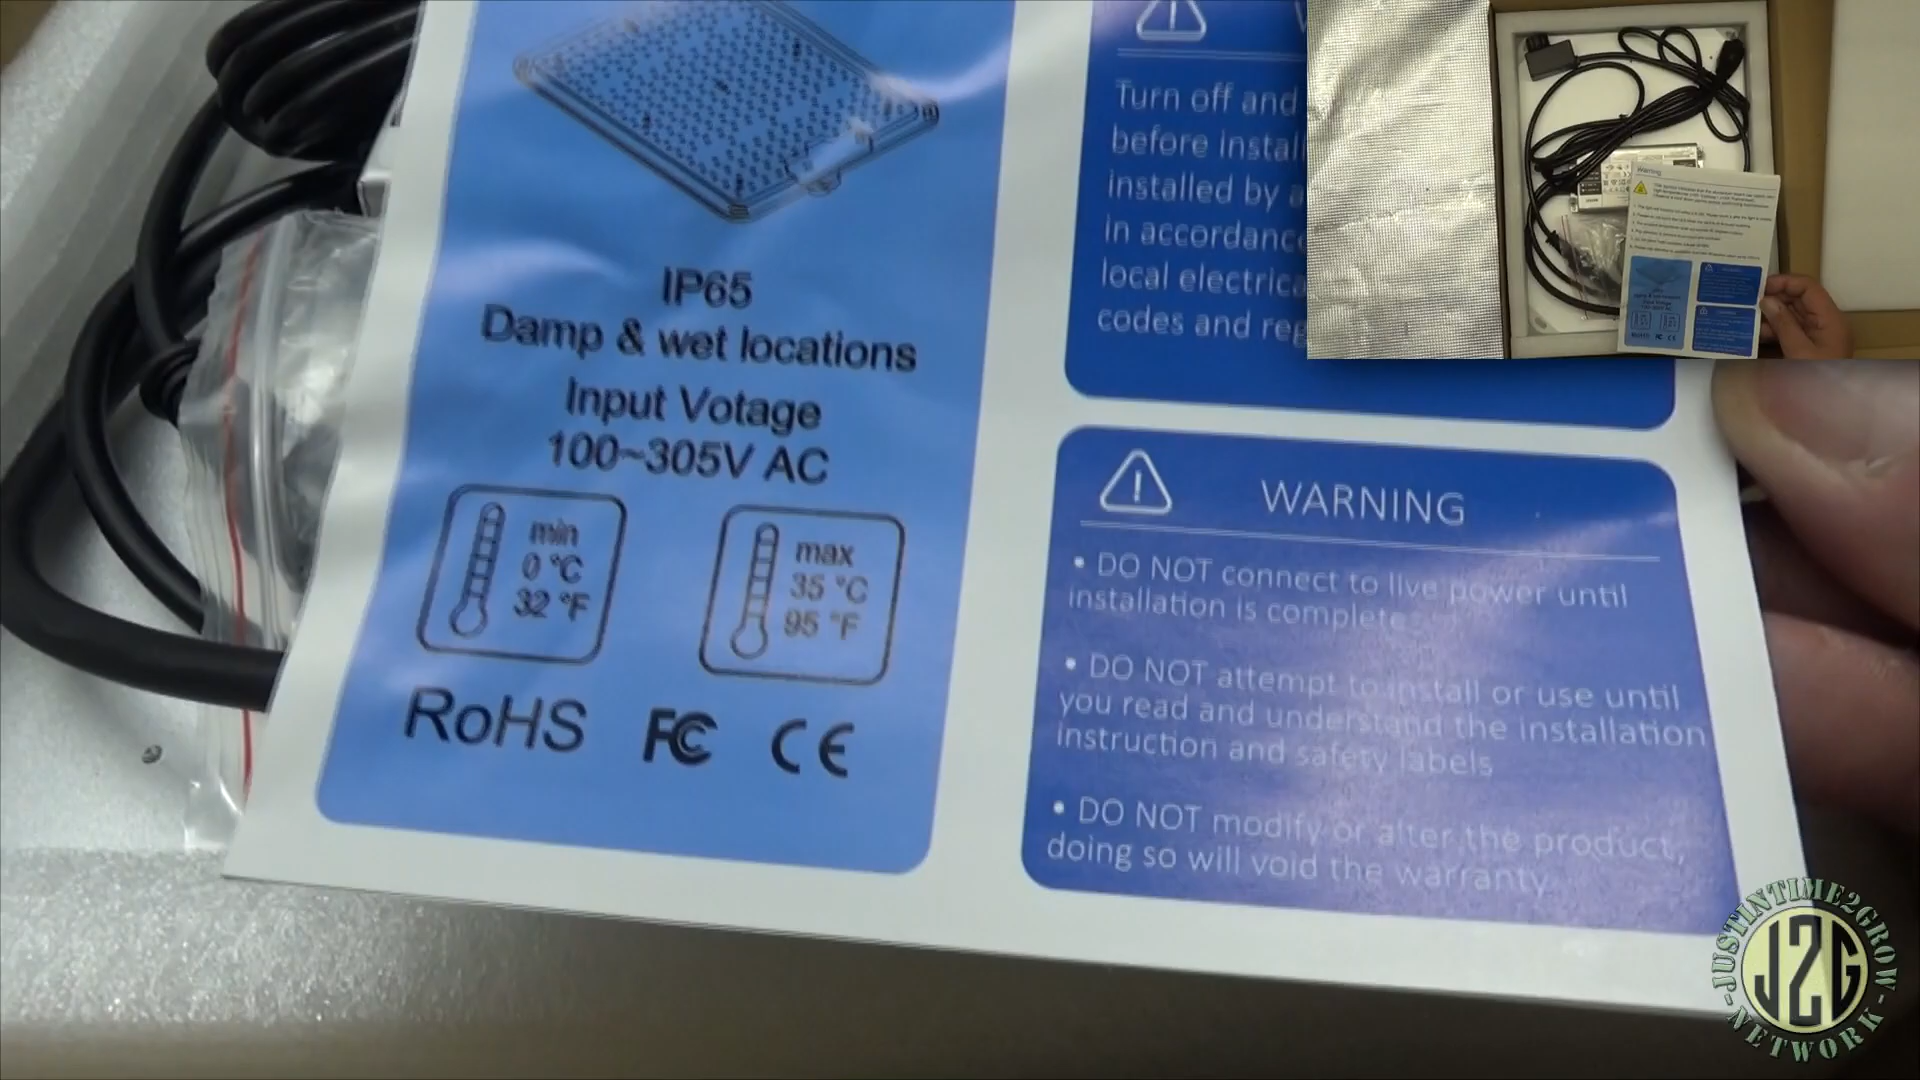 IP65
Damp & wet locations
Input Votage
100~305V AC
min
0 °C
32 °F
max
35 °C
95 °F
RoHS FC CE
Turn off and
before instal
installed by a
in accordanc
local electrica
codes and reg
WARNING
• DO NOT connect to live power until
installation is complete
• DO NOT attempt to install or use until
you read and understand the installation
instruction and safety labels
• DO NOT modify or alter the product,
doing so will void the warranty
Warning
JUSTINTIME2GROW
J2G
NETWORK